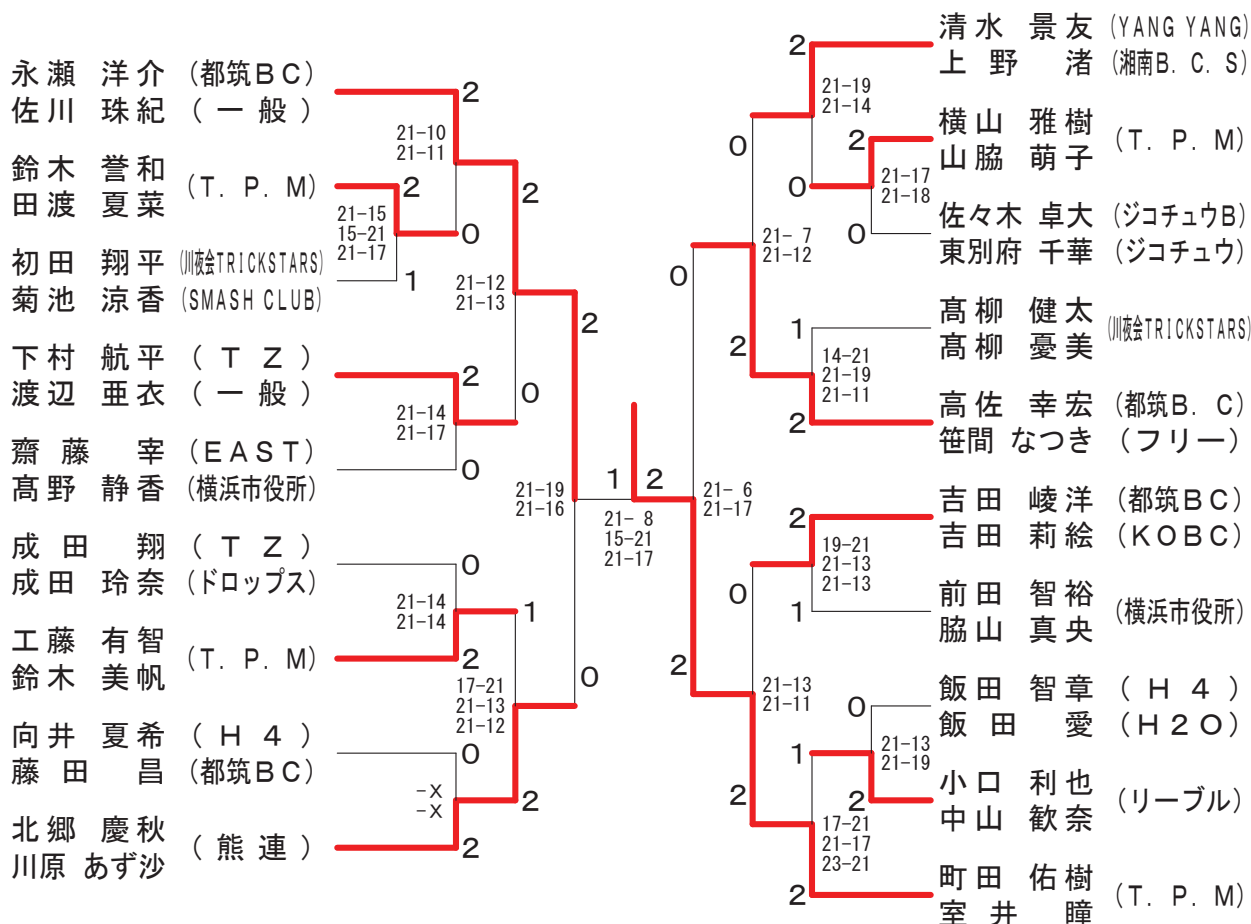 永瀬 洋介 (都筑BC)
佐川 珠紀 (一般)
鈴木 誉和
田渡 夏菜
(T. P. M)
初田 翔平 (川夜会TRICKSTARS)
菊池 涼香 (SMASH CLUB)
下村 航平 (TZ)
渡辺 亜衣 (一般)
齋藤 宰 (EAST)
髙野 静香 (横浜市役所)
成田 翔 (TZ)
成田 玲奈 (ドロップス)
工藤 有智
鈴木 美帆
(T. P. M)
向井 夏希 (H4)
藤田 昌 (都筑BC)
北郷 慶秋
川原 あず沙
(熊連)
2
21-10
21-11
2
2
21-15
15-21
21-17
0
1
21-12
21-13
2
2
21-14
21-17
0
0
21-19
21-16
0
21-14
21-14
1
2
17-21
21-13
21-12
0
0
-X
-X
2
2
1
2
21- 8
15-21
21-17
2
21-19
21-14
0
2
0
21-17
21-18
0
21- 7
21-12
0
1
2
14-21
21-19
21-11
2
21- 6
21-17
2
19-21
21-13
21-13
0
1
2
21-13
21-11
0
21-13
21-19
1
2
2
17-21
21-17
23-21
2
清水 景友 (YANG YANG)
上野 渚 (湘南B. C. S)
横山 雅樹
山脇 萌子
(T. P. M)
佐々木 卓大 (ジコチュウB)
東別府 千華 (ジコチュウ)
髙柳 健太
髙柳 憂美
(川夜会TRICKSTARS)
高佐 幸宏 (都筑B. C)
笹間 なつき (フリー)
吉田 崚洋 (都筑BC)
吉田 莉絵 (KOBC)
前田 智裕
脇山 真央
(横浜市役所)
飯田 智章 (H4)
飯田 愛 (H2O)
小口 利也
中山 歓奈
(リーブル)
町田 佑樹
室井 瞳
(T. P. M)